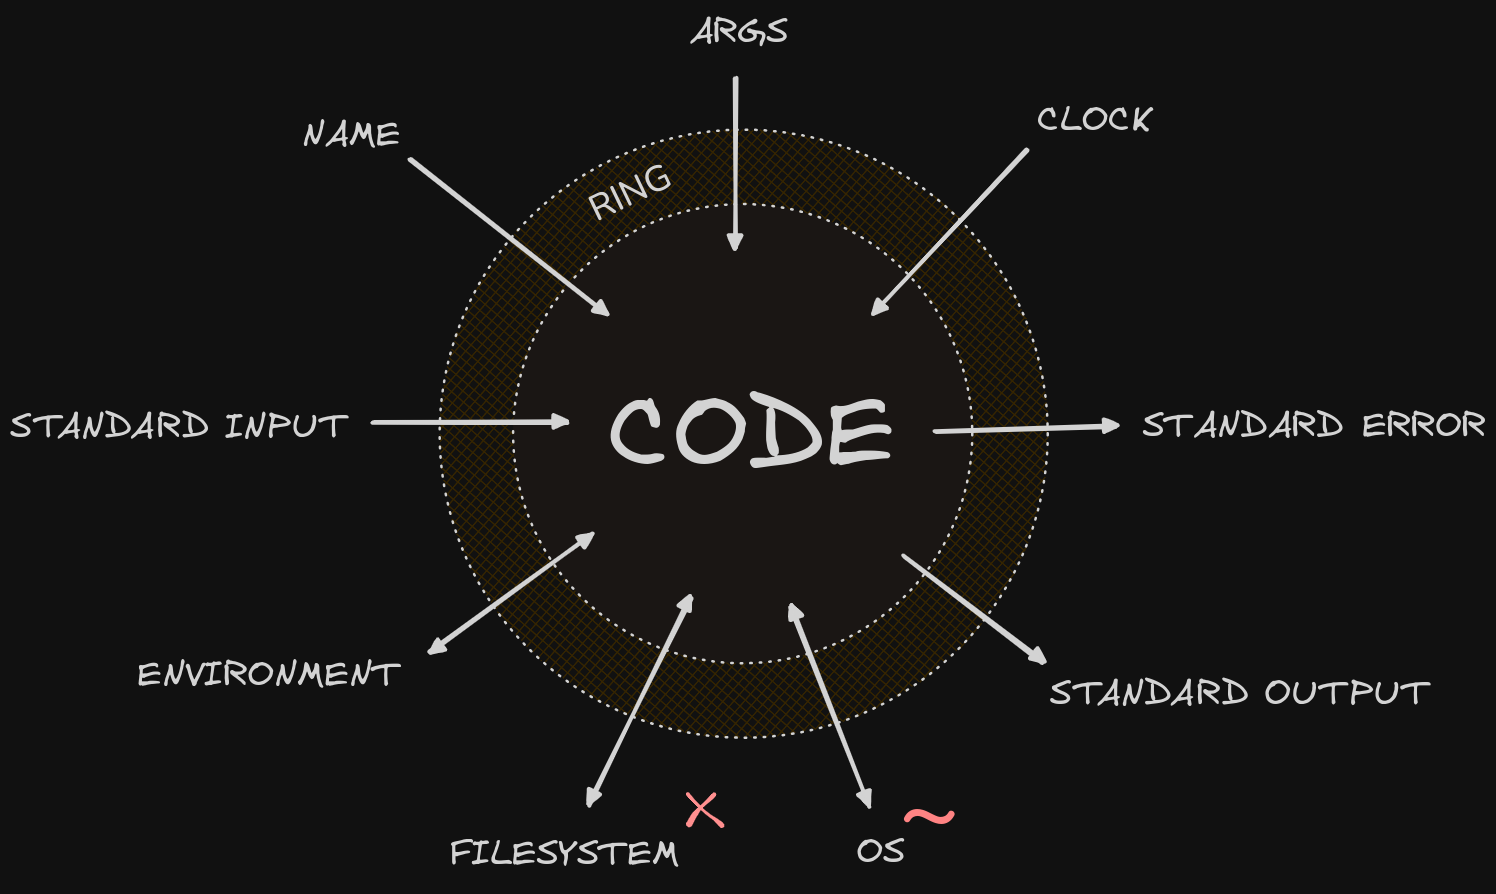 ARGS
NAME
CLOCK
RING
STANDARD INPUT
CODE
STANDARD ERROR
ENVIRONMENT
STANDARD OUTPUT
FILESYSTEM
OS